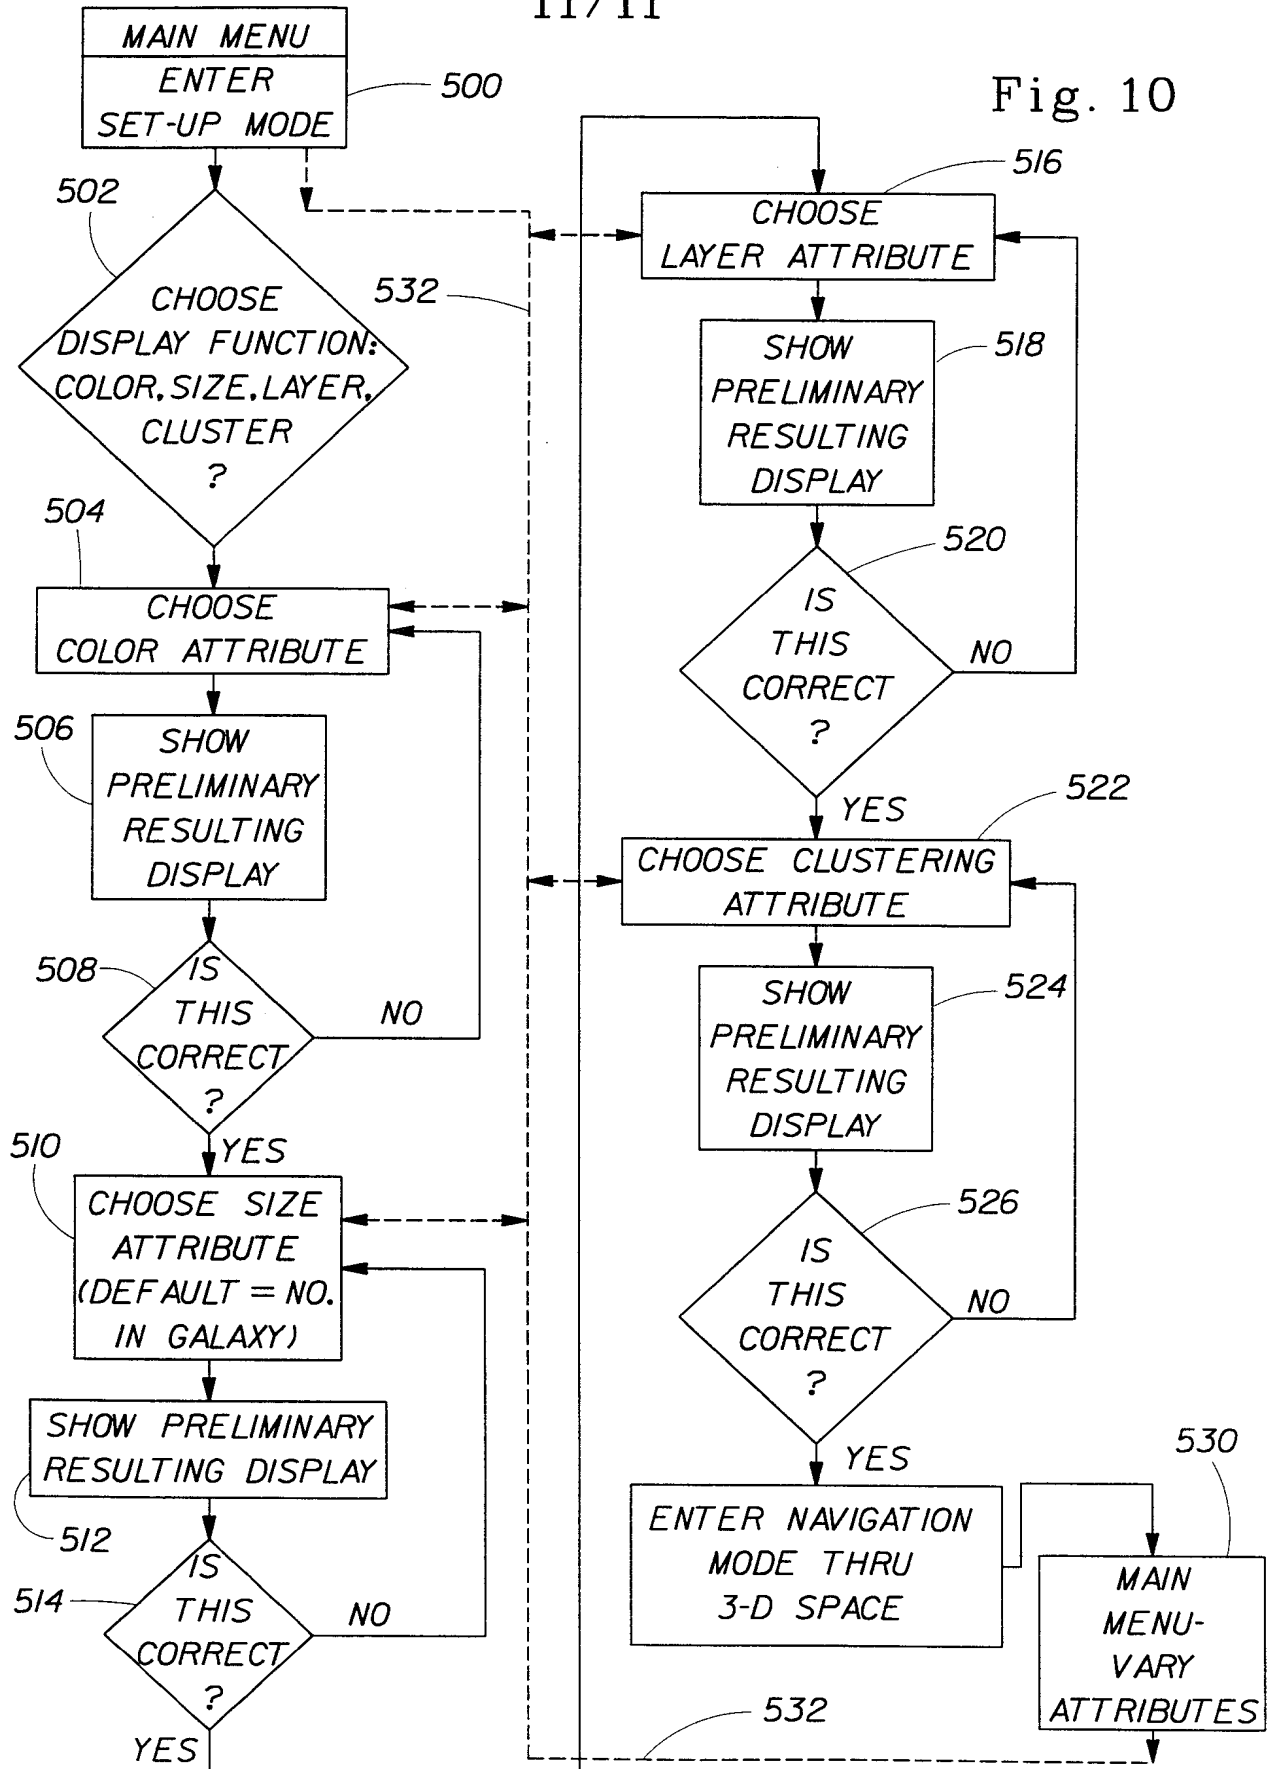 11/11
Fig. 10
MAIN MENU
ENTER
SET-UP MODE
500
502
CHOOSE
DISPLAY FUNCTION:
COLOR, SIZE, LAYER,
CLUSTER
?
532
504
CHOOSE
COLOR ATTRIBUTE
506
SHOW
PRELIMINARY
RESULTING
DISPLAY
508
IS
THIS
CORRECT
?
NO
YES
510
CHOOSE SIZE
ATTRIBUTE
(DEFAULT = NO.
IN GALAXY)
SHOW PRELIMINARY
RESULTING DISPLAY
512
514
IS
THIS
CORRECT
?
NO
YES
516
CHOOSE
LAYER ATTRIBUTE
SHOW
PRELIMINARY
RESULTING
DISPLAY
518
520
IS
THIS
CORRECT
?
NO
YES
522
CHOOSE CLUSTERING
ATTRIBUTE
SHOW
PRELIMINARY
RESULTING
DISPLAY
524
526
IS
THIS
CORRECT
?
NO
YES
ENTER NAVIGATION
MODE THRU
3-D SPACE
530
MAIN
MENU-
VARY
ATTRIBUTES
532